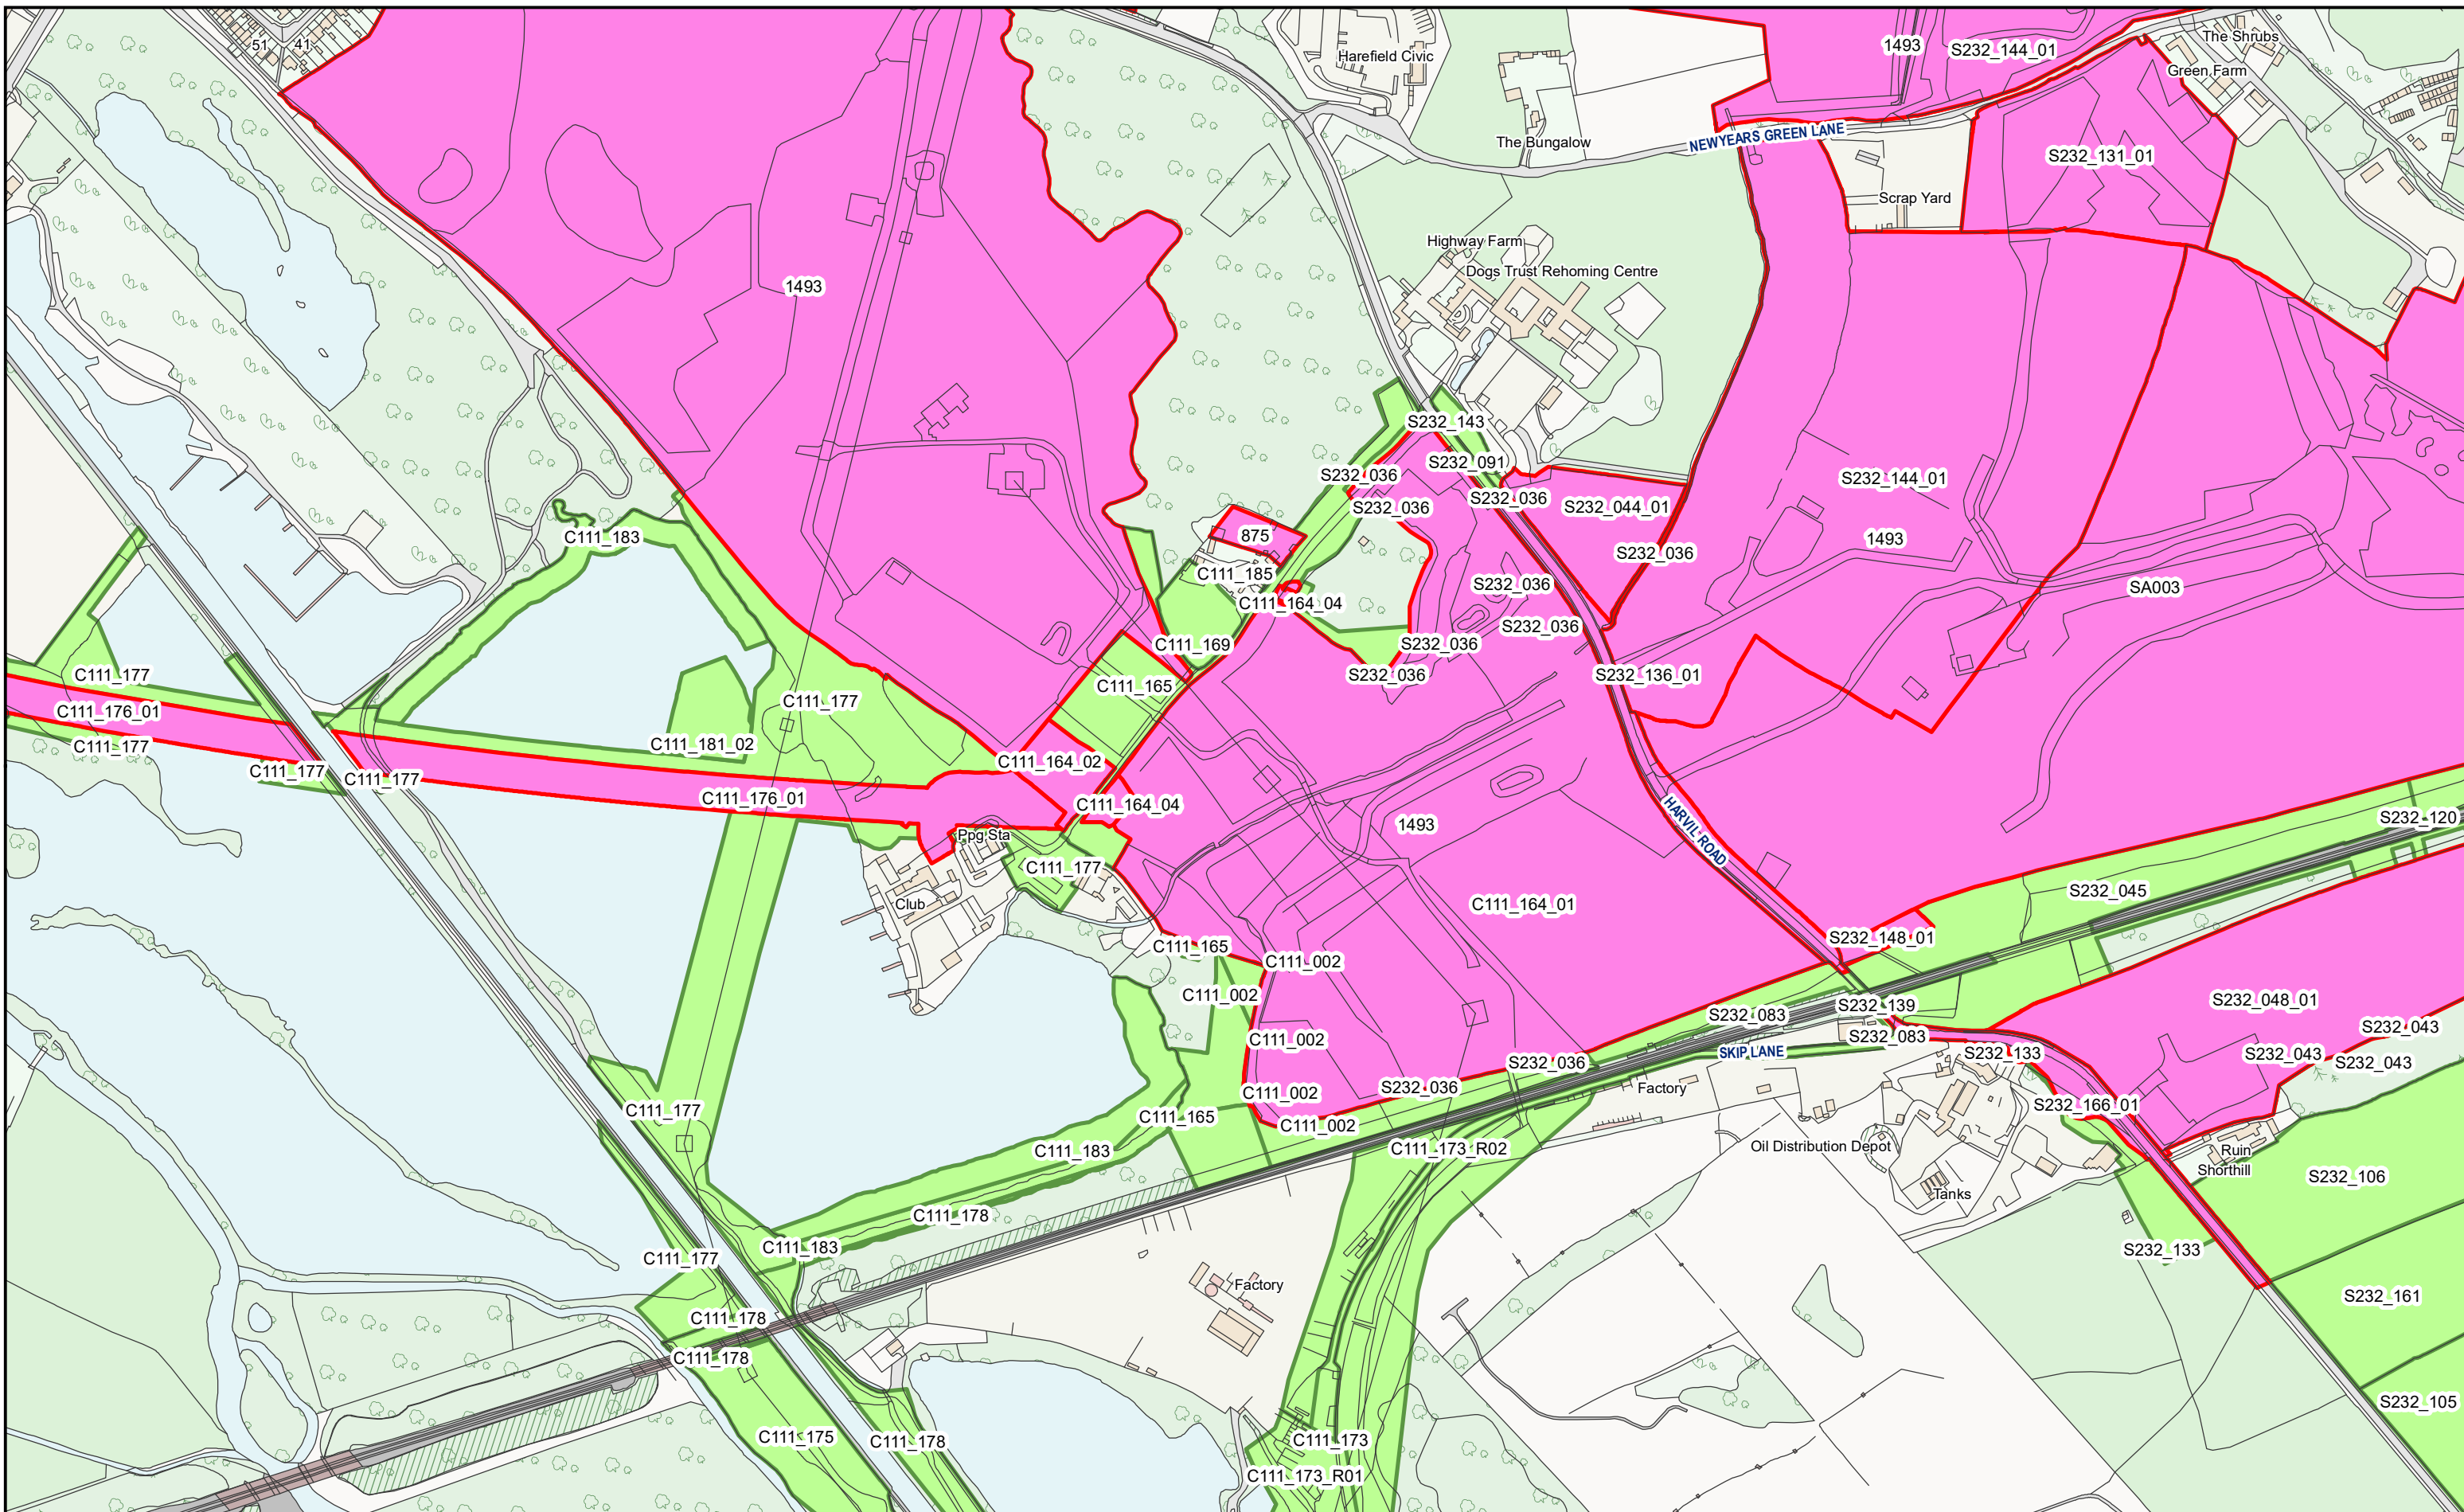 51
41
Harefield Civic
1493
S232_144_01
The Shrubs
Green Farm
The Bungalow
NEWYEARS GREEN LANE
S232_131_01
Scrap Yard
Highway Farm
Dogs Trust Rehoming Centre
1493
S232_143
S232_091
S232_036
S232_036
S232_036
S232_044_01
S232_144_01
C111_183
875
1493
S232_036
C111_185
S232_036
SA003
C111_164_04
S232_036
C111_169
S232_036
C111_177
S232_036
S232_136_01
C111_165
C111_177
C111_176_01
C111_177
C111_181_02
C111_164_02
C111_177
C111_177
C111_176_01
C111_164_04
HARVIL ROAD
S232_120
1493
Ppg Sta
C111_177
S232_045
Club
C111_164_01
S232_148_01
C111_165
C111_002
C111_002
S232_048_01
S232_139
S232_083
S232_043
C111_002
S232_083
SKIP LANE
S232_133
S232_043
S232_043
S232_036
S232_036
Factory
C111_002
C111_177
C111_165
S232_166_01
C111_002
C111_183
C111_173_R02
Oil Distribution Depot
Ruin
Shorthill
S232_106
Tanks
C111_178
C111_183
S232_133
C111_177
Factory
S232_161
C111_178
C111_178
S232_105
C111_175
C111_178
C111_173
C111_173_R01